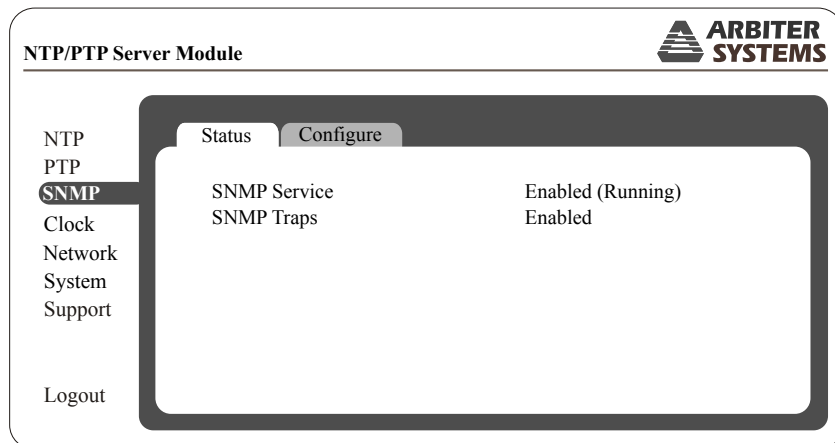 ARBITER
SYSTEMS
NTP/PTP Server Module
NTP
PTP
SNMP
Clock
Network
System
Support
Logout
Status
Configure
SNMP Service Enabled (Running)
SNMP Traps Enabled